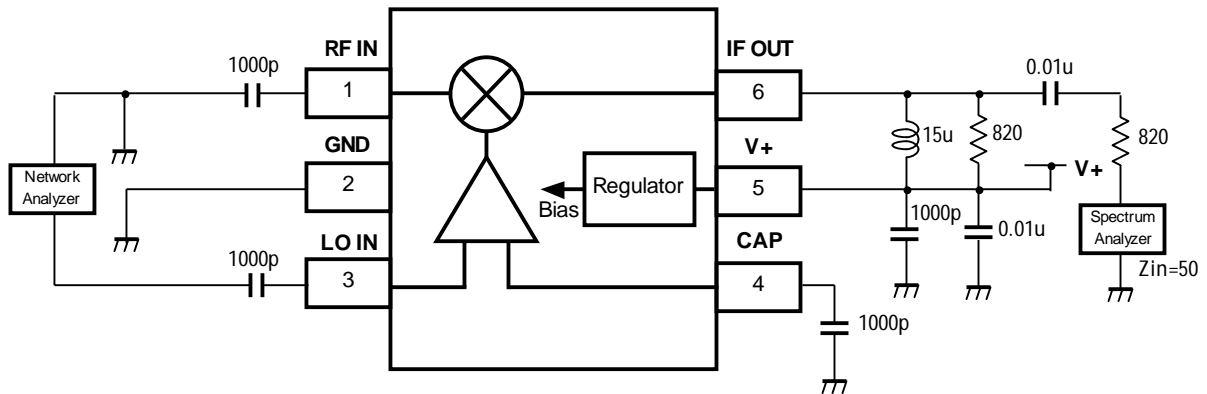 RF IN
IF OUT
1000p
0.01u
1
6
15u
820
820
GND
V+
V+
Network
Analyzer
2
Regulator
5
Bias
1000p
0.01u
Spectrum
Analyzer
LO IN
CAP
Zin=50
1000p
3
4
1000p